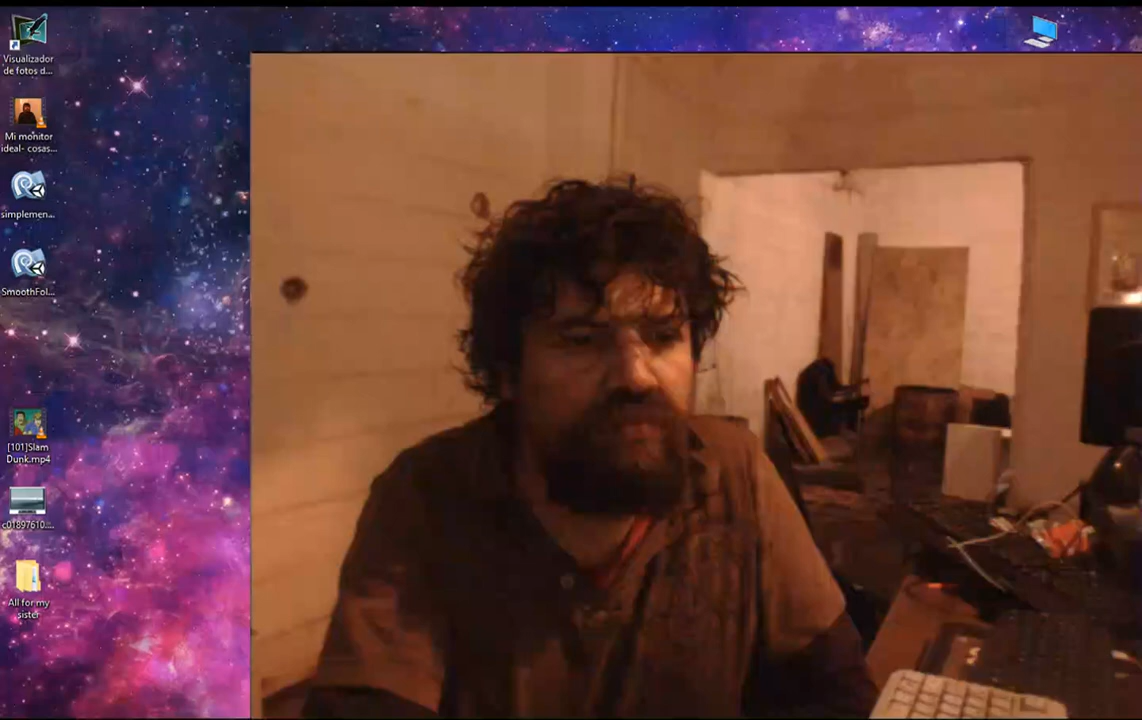 Visualizador
de fotos d...
Mi monitor
ideal- cosas...
simplemen...
SmoothFol...
[101]Slam
Dunk.mp4
c01897610....
All for my
sister